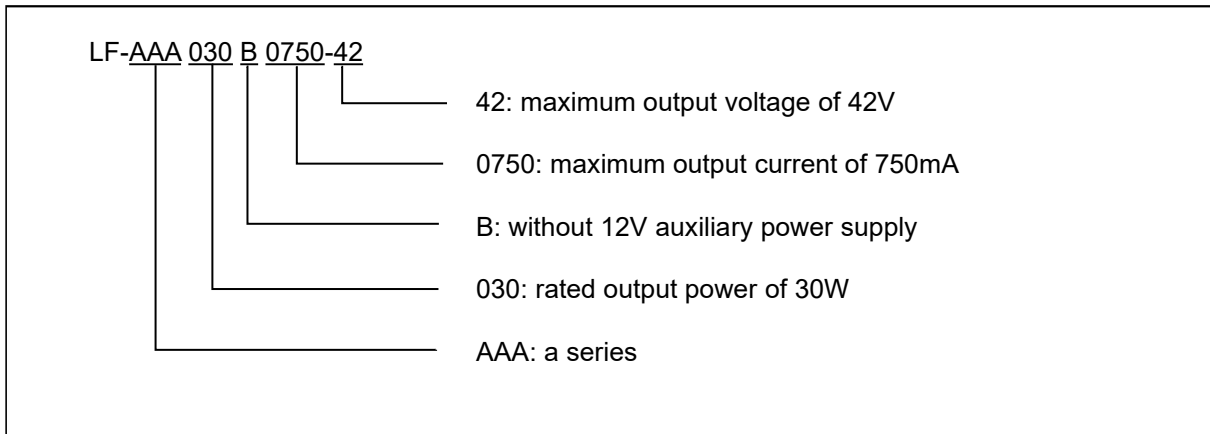 LF-AAA 030 B 0750-42
42: maximum output voltage of 42V
0750: maximum output current of 750mA
B: without 12V auxiliary power supply
030: rated output power of 30W
AAA: a series